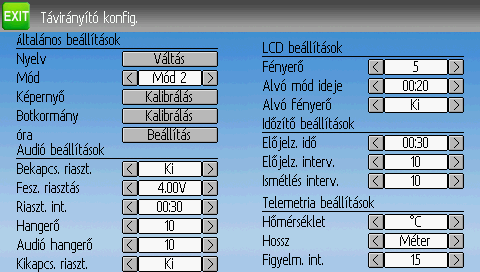 EXIT Távirányító konfig.
Általános beállítások
Nyelv Váltás
Mód Mód 2
Képernyő Kalibrálás
Botkormány Kalibrálás
óra Beállítás
Audió beállítások
Bekapcs. riaszt. Ki
Fesz. riasztás 4.00V
Riaszt. int. 00:30
Hangerő 10
Audió hangerő 10
Kikapcs. riaszt. Ki
LCD beállítások
Fényerő 5
Alvó mód ideje 00:20
Alvó fényerő Ki
Időzítő beállítások
Előjelz. idő 00:30
Előjelz. interv. 10
Ismétlés interv. 10
Telemetria beállítások
Hőmérséklet °C
Hossz Méter
Figyelm. int. 15